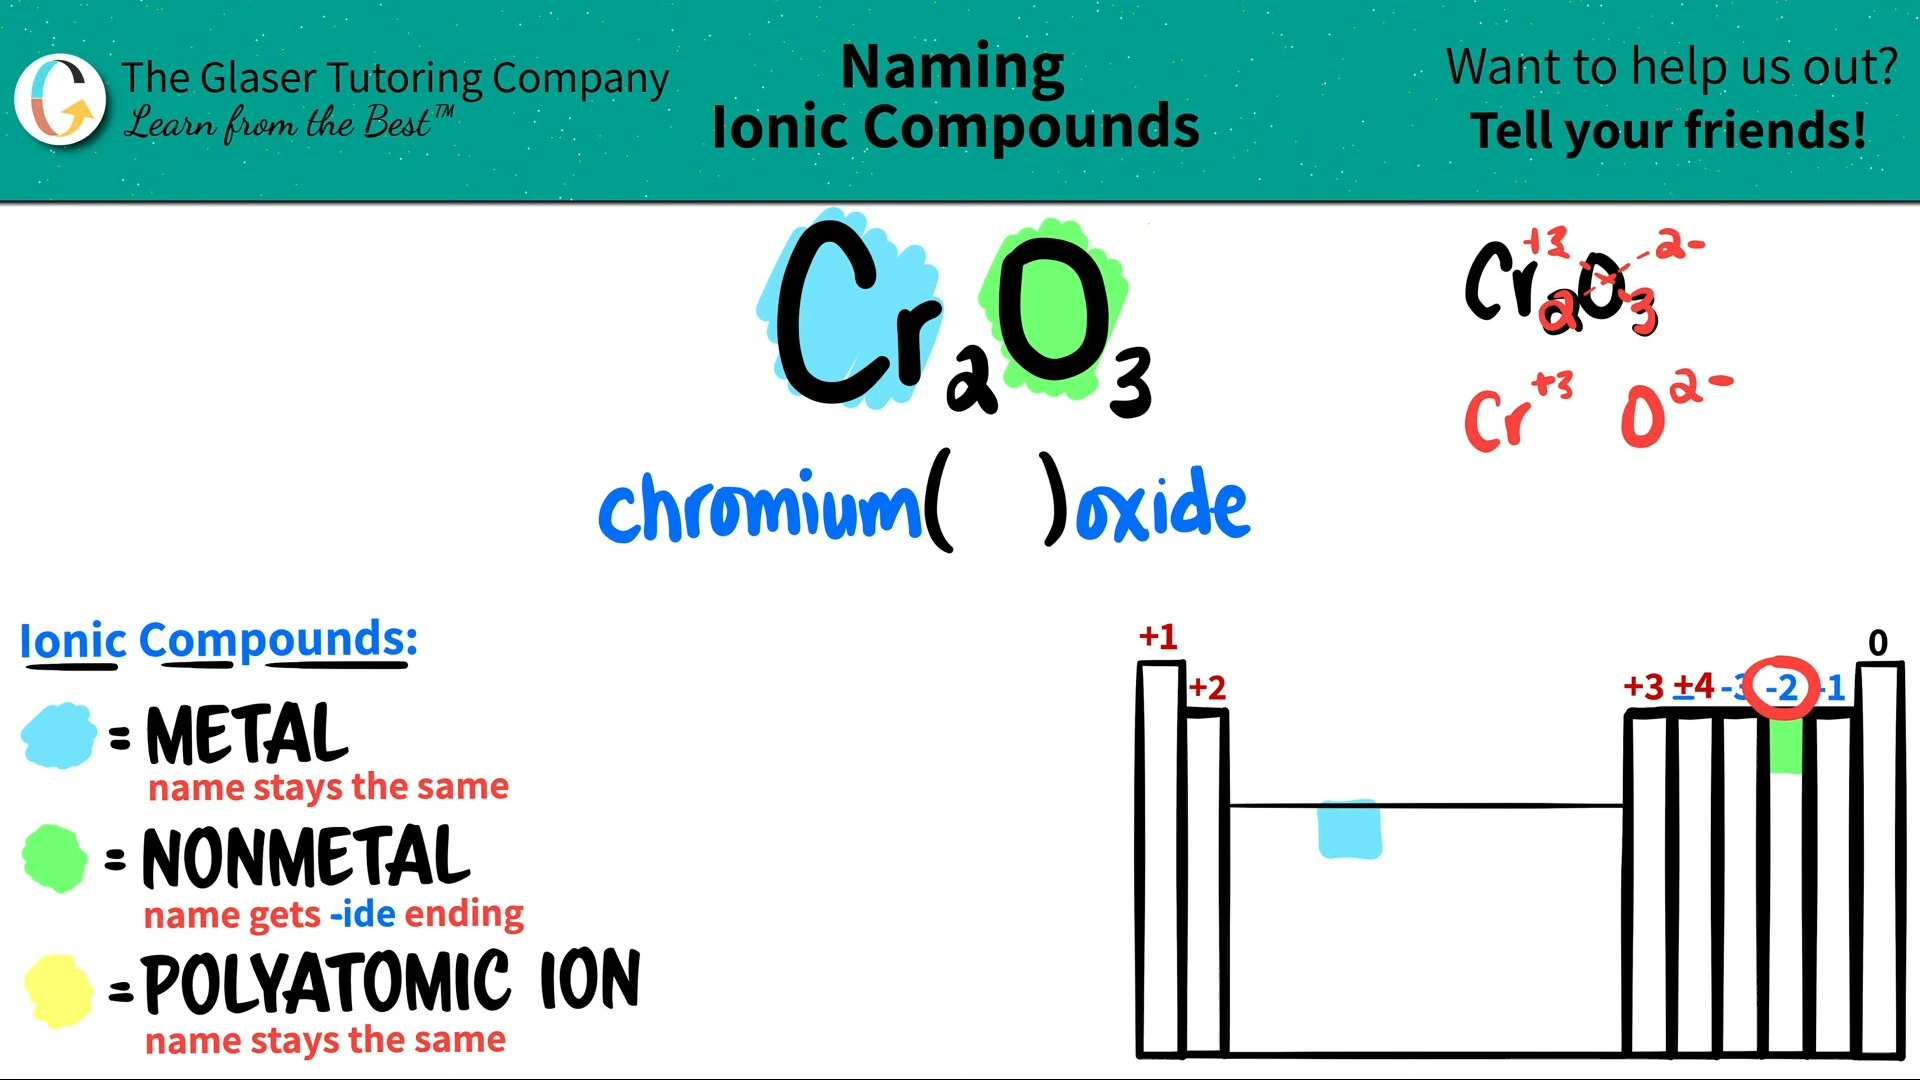 The Glaser Tutoring Company
Learn from the Best™
Naming
Ionic Compounds
Want to help us out?
Tell your friends!
Cr₂O₃
chromium( )oxide
Cr⁺³₂O²⁻₃
Cr⁺³ O²⁻
Ionic Compounds:
= METAL
name stays the same
= NONMETAL
name gets -ide ending
= POLYATOMIC ION
name stays the same
+1
0
+2
+3 ±4 -3 -2 -1